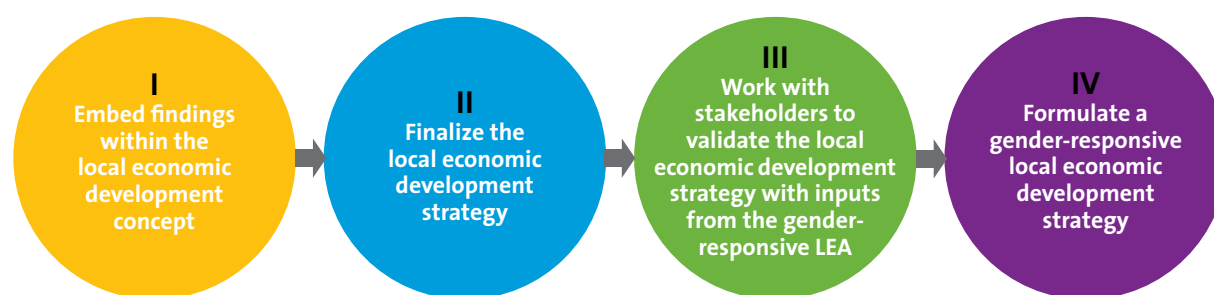 I
Embed findings
within the
local economic
development
concept
II
Finalize the
local economic
development
strategy
III
Work with
stakeholders to
validate the local
economic development
strategy with inputs
from the gender-
responsive LEA
IV
Formulate a
gender-responsive
local economic
development
strategy